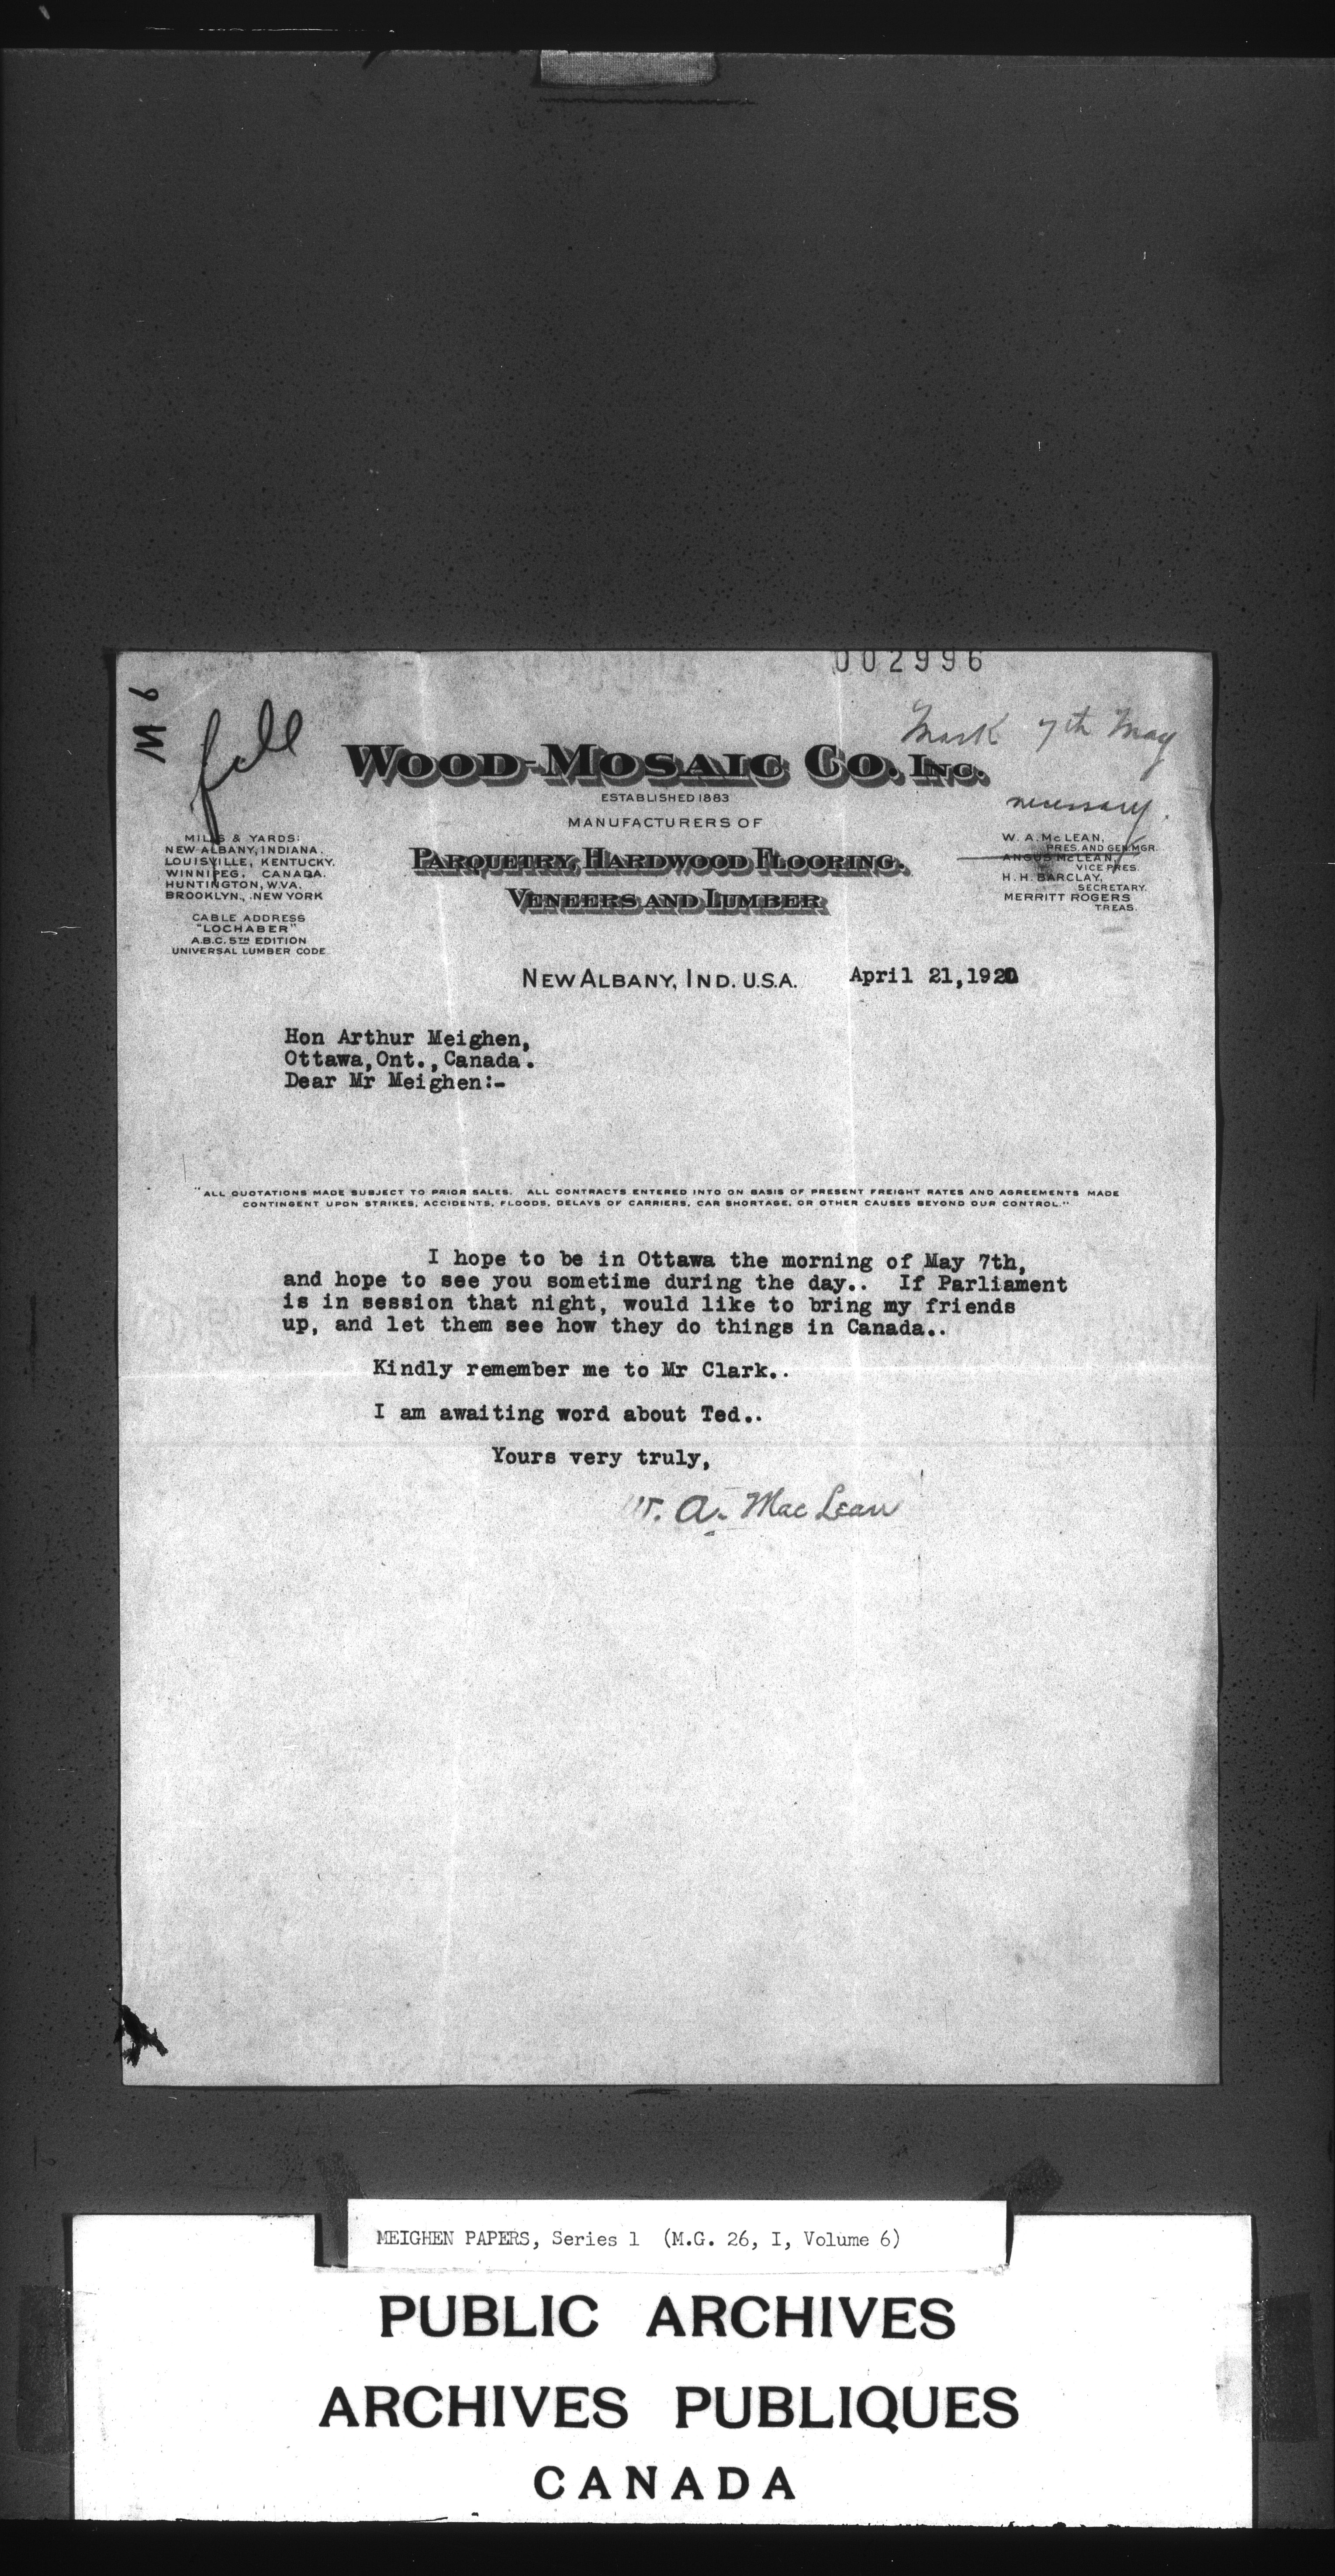 002996
M 6
file
Mark 7th May
necessary.
WOOD-MOSAIC CO. INC.
ESTABLISHED 1883
MANUFACTURERS OF
PARQUETRY, HARDWOOD FLOORING,
VENEERS AND LUMBER
MILLS & YARDS:
NEW ALBANY, INDIANA.
LOUISVILLE, KENTUCKY.
WINNIPEG, CANADA.
HUNTINGTON, W.VA.
BROOKLYN., NEW YORK
CABLE ADDRESS
"LOCHABER"
A.B.C. 5TH EDITION
UNIVERSAL LUMBER CODE
W. A. McLEAN,
PRES. AND GEN. MGR.
ANGUS McLEAN,
VICE PRES.
H. H. BARCLAY,
SECRETARY.
MERRITT ROGERS
TREAS.
NEW ALBANY, IND. U.S.A. April 21,1920
Hon Arthur Meighen,
Ottawa,Ont.,Canada.
Dear Mr Meighen:-
"ALL QUOTATIONS MADE SUBJECT TO PRIOR SALES. ALL CONTRACTS ENTERED INTO ON BASIS OF PRESENT FREIGHT RATES AND AGREEMENTS MADE
CONTINGENT UPON STRIKES, ACCIDENTS, FLOODS, DELAYS OF CARRIERS, CAR SHORTAGE, OR OTHER CAUSES BEYOND OUR CONTROL."
I hope to be in Ottawa the morning of May 7th,
and hope to see you sometime during the day.. If Parliament
is in session that night, would like to bring my friends
up, and let them see how they do things in Canada..
Kindly remember me to Mr Clark..
I am awaiting word about Ted..
Yours very truly,
W. A. MacLean
MEIGHEN PAPERS, Series 1 (M.G. 26, I, Volume 6)
PUBLIC ARCHIVES
ARCHIVES PUBLIQUES
CANADA